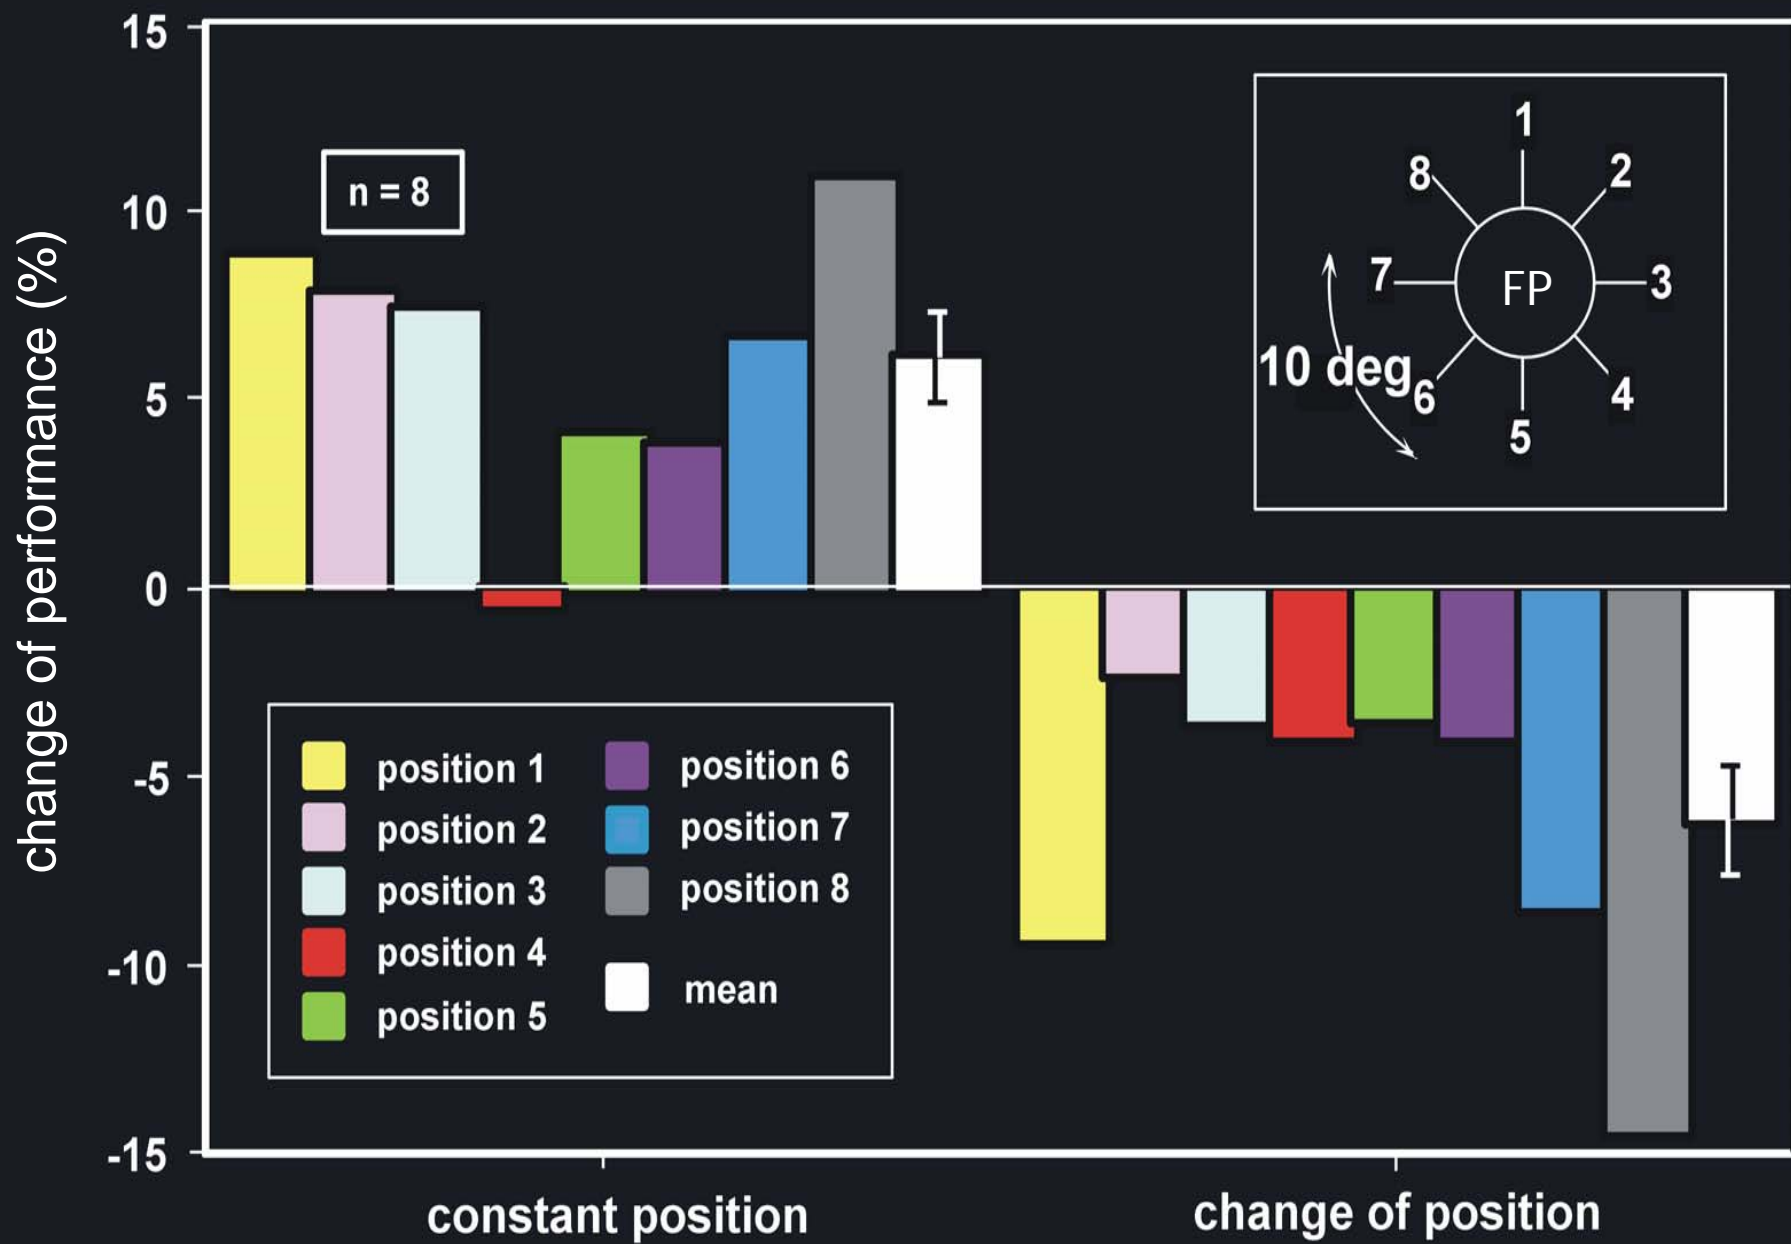 change of performance (%)
15
10
5
0
-5
-10
-15
n = 8
1
2
3
4
5
6
7
8
FP
10 deg
position 1
position 2
position 3
position 4
position 5
position 6
position 7
position 8
mean
constant position
change of position